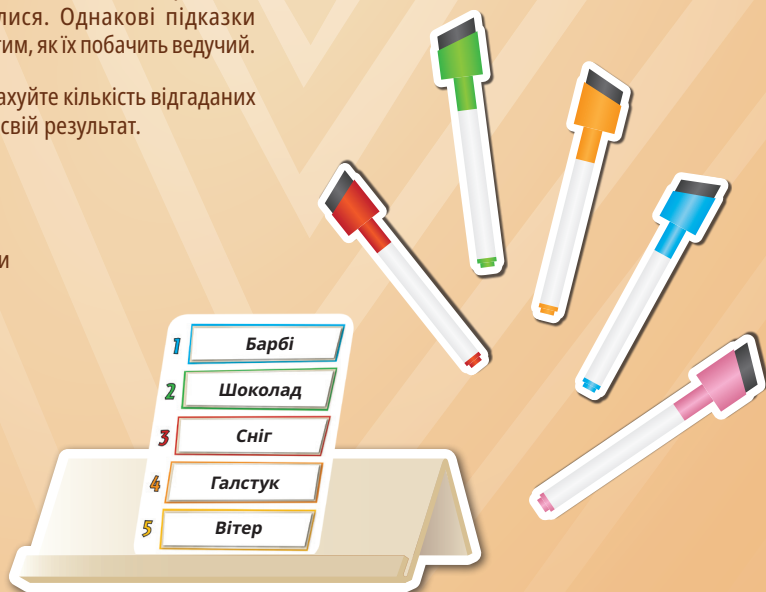 лися. Однакові підказки
тим, як їх побачить ведучий.
ахуйте кількість відгаданих
свій результат.
и
1 Барбі
2 Шоколад
3 Сніг
4 Галстук
5 Вітер